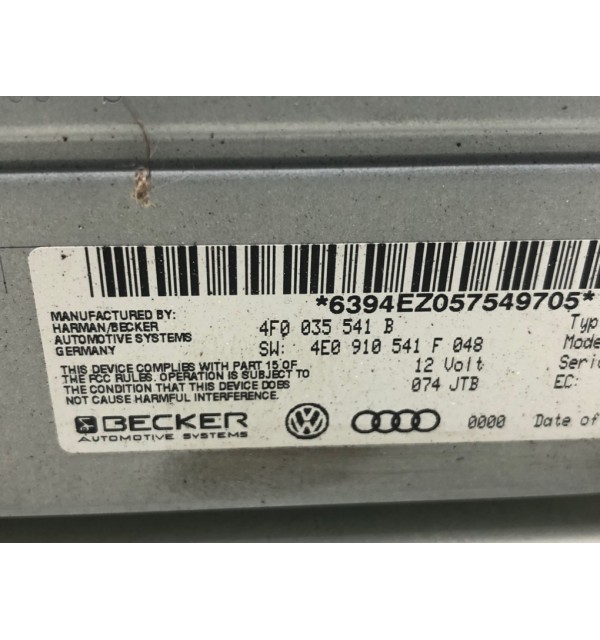 *6394EZ057549705*
MANUFACTURED BY:
HARMAN/BECKER
AUTOMOTIVE SYSTEMS
GERMANY
4F0 035 541 B
SW: 4E0 910 541 F 048
12 Volt
074 JTB
Typ
Mode
Seri
EC:
THIS DEVICE COMPLIES WITH PART 15 OF
THE FCC RULES. OPERATION IS SUBJECT TO
THE CONDITION THAT THIS DEVICE DOES
NOT CAUSE HARMFUL INTERFERENCE.
BECKER
AUTOMOTIVE SYSTEMS
0000 Date of